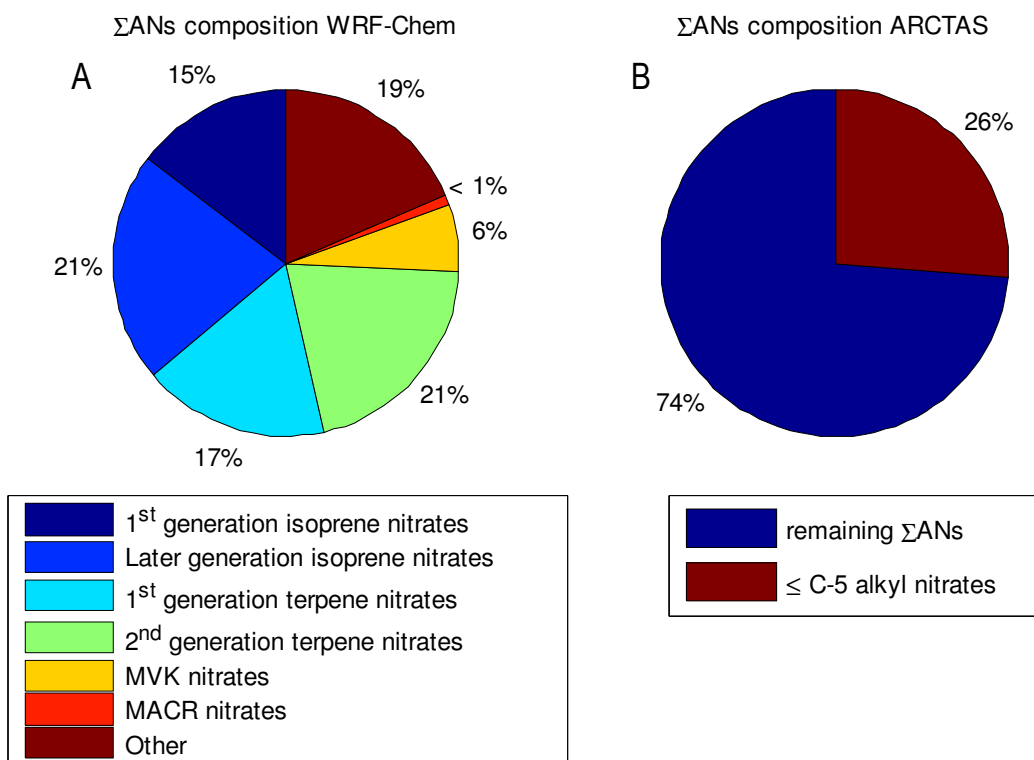 ΣANs composition WRF-Chem
A
15%
19%
< 1%
6%
21%
21%
17%
1st generation isoprene nitrates
Later generation isoprene nitrates
1st generation terpene nitrates
2nd generation terpene nitrates
MVK nitrates
MACR nitrates
Other
ΣANs composition ARCTAS
B
26%
74%
remaining ΣANs
≤ C-5 alkyl nitrates